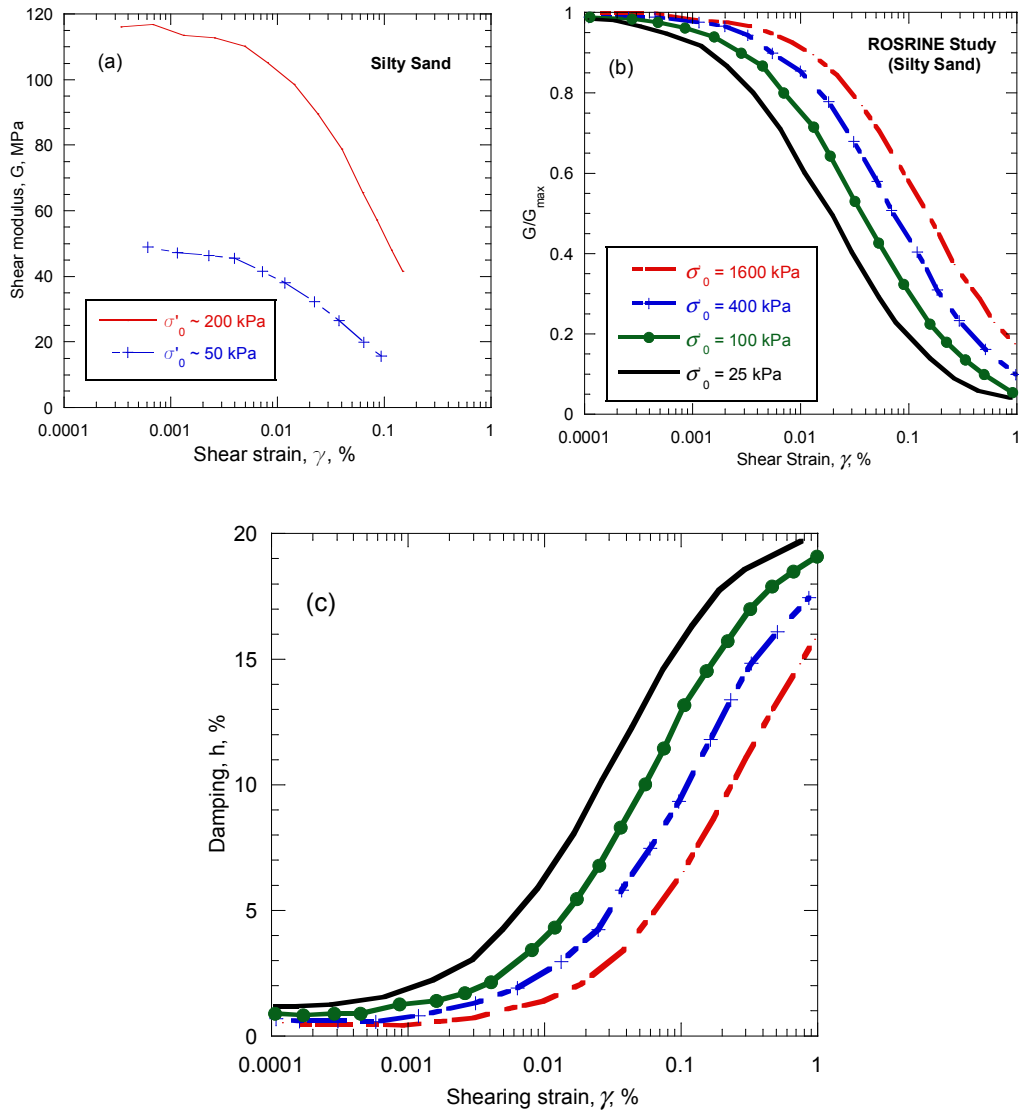 (a)
Silty Sand
Shear modulus, G, MPa
120
100
80
60
40
20
0
σ'0 ~ 200 kPa
σ'0 ~ 50 kPa
0.0001
0.001
0.01
0.1
1
Shear strain, γ, %
(b)
ROSRINE Study
(Silty Sand)
G/Gmax
1
0.8
0.6
0.4
0.2
0
σ'0 = 1600 kPa
σ'0 = 400 kPa
σ'0 = 100 kPa
σ'0 = 25 kPa
0.0001
0.001
0.01
0.1
1
Shear Strain, γ, %
(c)
Damping, h, %
20
15
10
5
0
0.0001
0.001
0.01
0.1
1
Shearing strain, γ, %